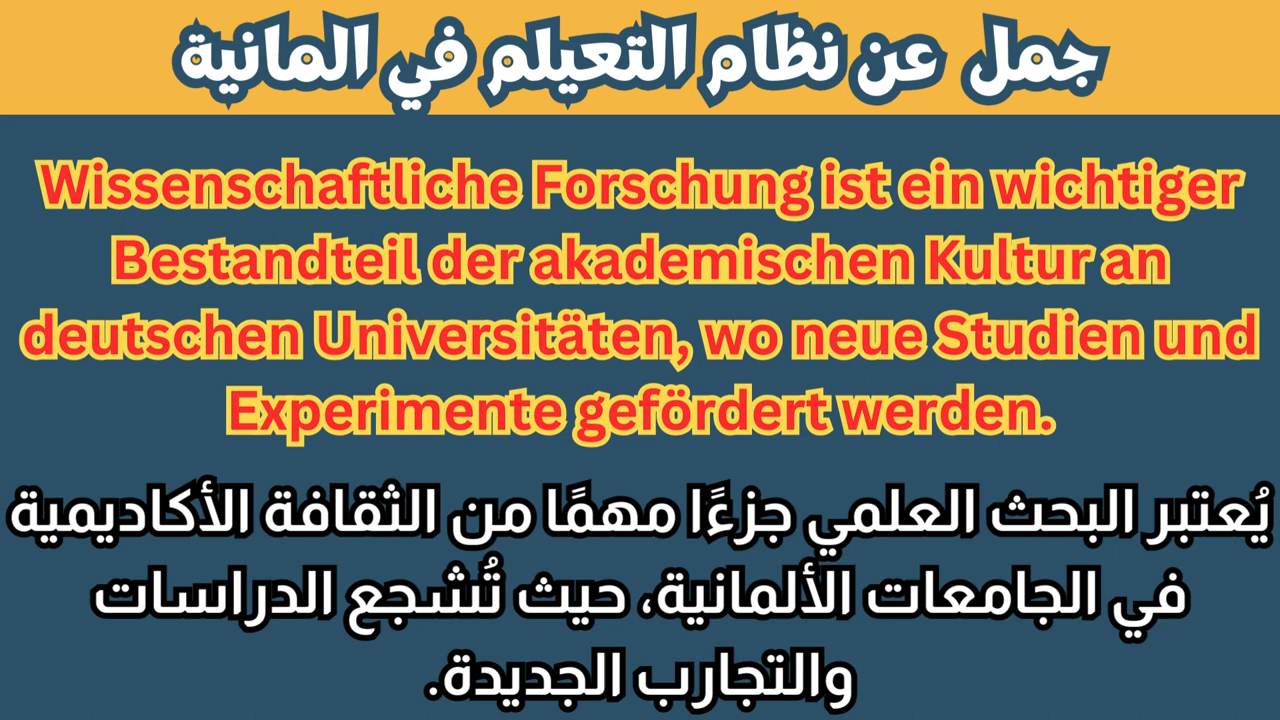 جمل عن نظام التعيلم في المانية
Wissenschaftliche Forschung ist ein wichtiger
Bestandteil der akademischen Kultur an
deutschen Universitäten, wo neue Studien und
Experimente gefördert werden.
يُعتبر البحث العلمي جزءًا مهمًا من الثقافة الأكاديمية
في الجامعات الألمانية، حيث تُشجع الدراسات
والتجارب الجديدة.